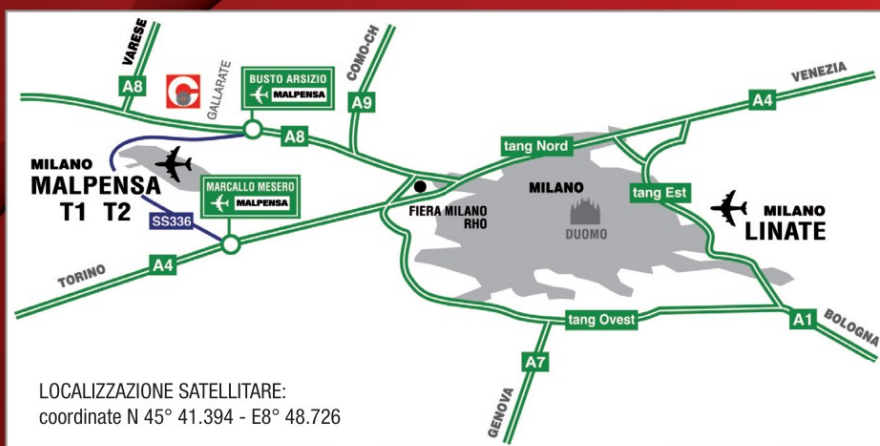 VARESE
A8
GALLARATE
BUSTO ARSIZIO
MALPENSA
COMO-CH
A9
A8
VENEZIA
A4
tang Nord
MILANO
MALPENSA
T1 T2
MARCALLO MESERO
MALPENSA
SS336
FIERA MILANO
RHO
MILANO
DUOMO
tang Est
MILANO
LINATE
TORINO
A4
tang Ovest
A1
BOLOGNA
A7
GENOVA
LOCALIZZAZIONE SATELLITARE:
coordinate N 45° 41.394 - E8° 48.726